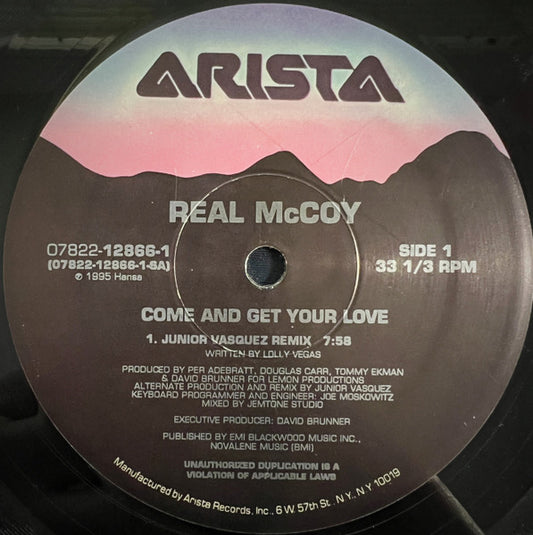 ARISTA
REAL McCOY
07822-12866-1
(07822-12866-1-SA)
℗ 1995 Hansa
SIDE 1
33 1/3 RPM
COME AND GET YOUR LOVE
1. JUNIOR VASQUEZ REMIX 7:58
WRITTEN BY LOLLY VEGAS
PRODUCED BY PER ADEBRATT, DOUGLAS CARR, TOMMY EKMAN
& DAVID BRUNNER FOR LEMON PRODUCTIONS
ALTERNATE PRODUCTION AND REMIX BY JUNIOR VASQUEZ
KEYBOARD PROGRAMMER AND ENGINEER: JOE MOSKOWITZ
MIXED BY JEMTONE STUDIO
EXECUTIVE PRODUCER: DAVID BRUNNER
PUBLISHED BY EMI BLACKWOOD MUSIC INC.,
NOVALENE MUSIC (BMI)
UNAUTHORIZED DUPLICATION IS A
VIOLATION OF APPLICABLE LAWS
Manufactured by Arista Records, Inc., 6 W. 57th St., N.Y., N.Y 10019